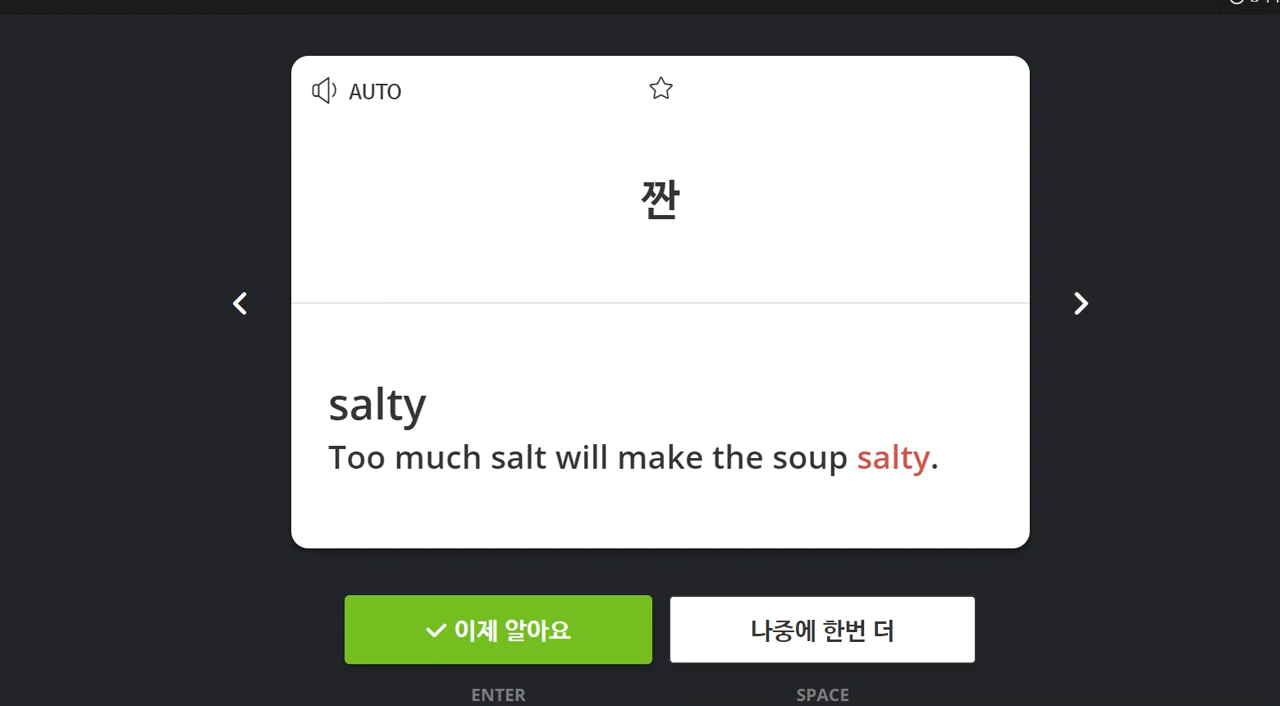 AUTO
짠
salty
Too much salt will make the soup salty.
이제 알아요
나중에 한번 더
ENTER
SPACE